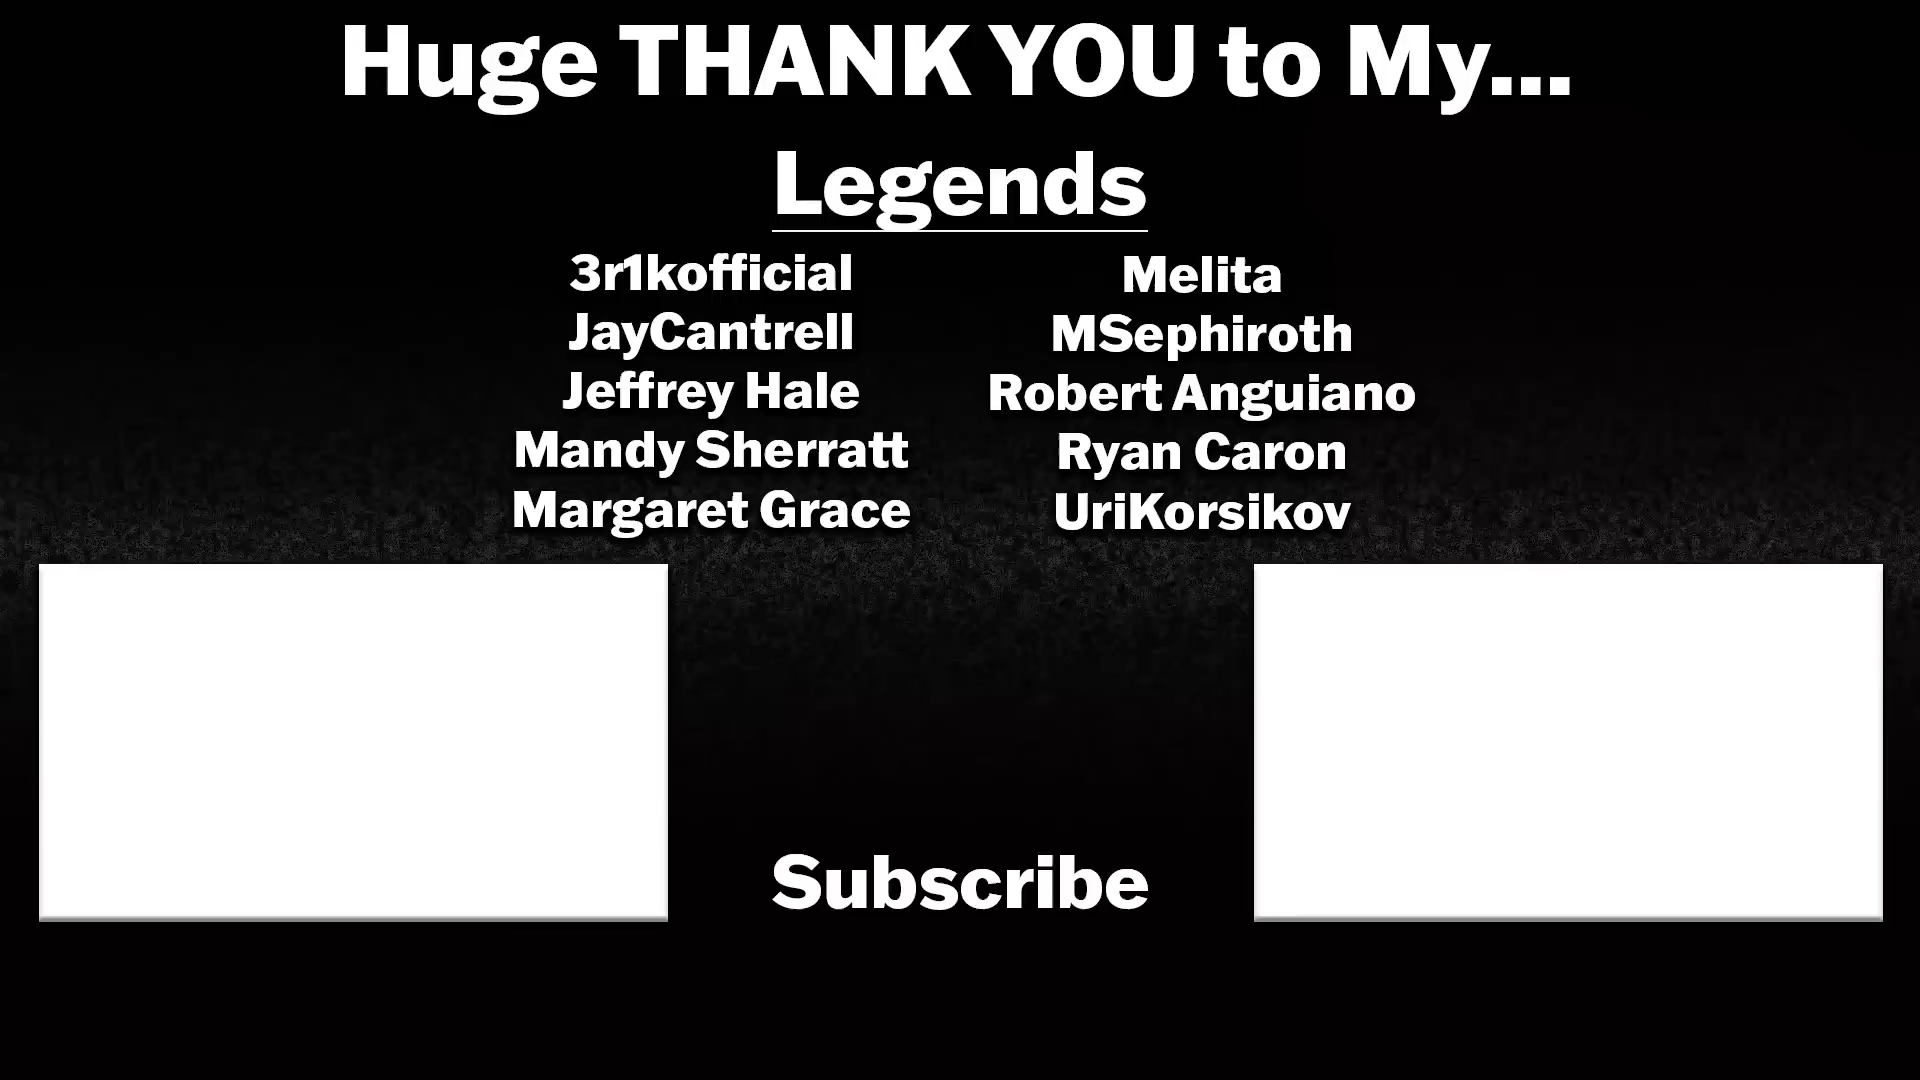 Huge THANK YOU to My...
Legends
3r1kofficial
JayCantrell
Jeffrey Hale
Mandy Sherratt
Margaret Grace
Melita
MSephiroth
Robert Anguiano
Ryan Caron
UriKorsikov
Subscribe